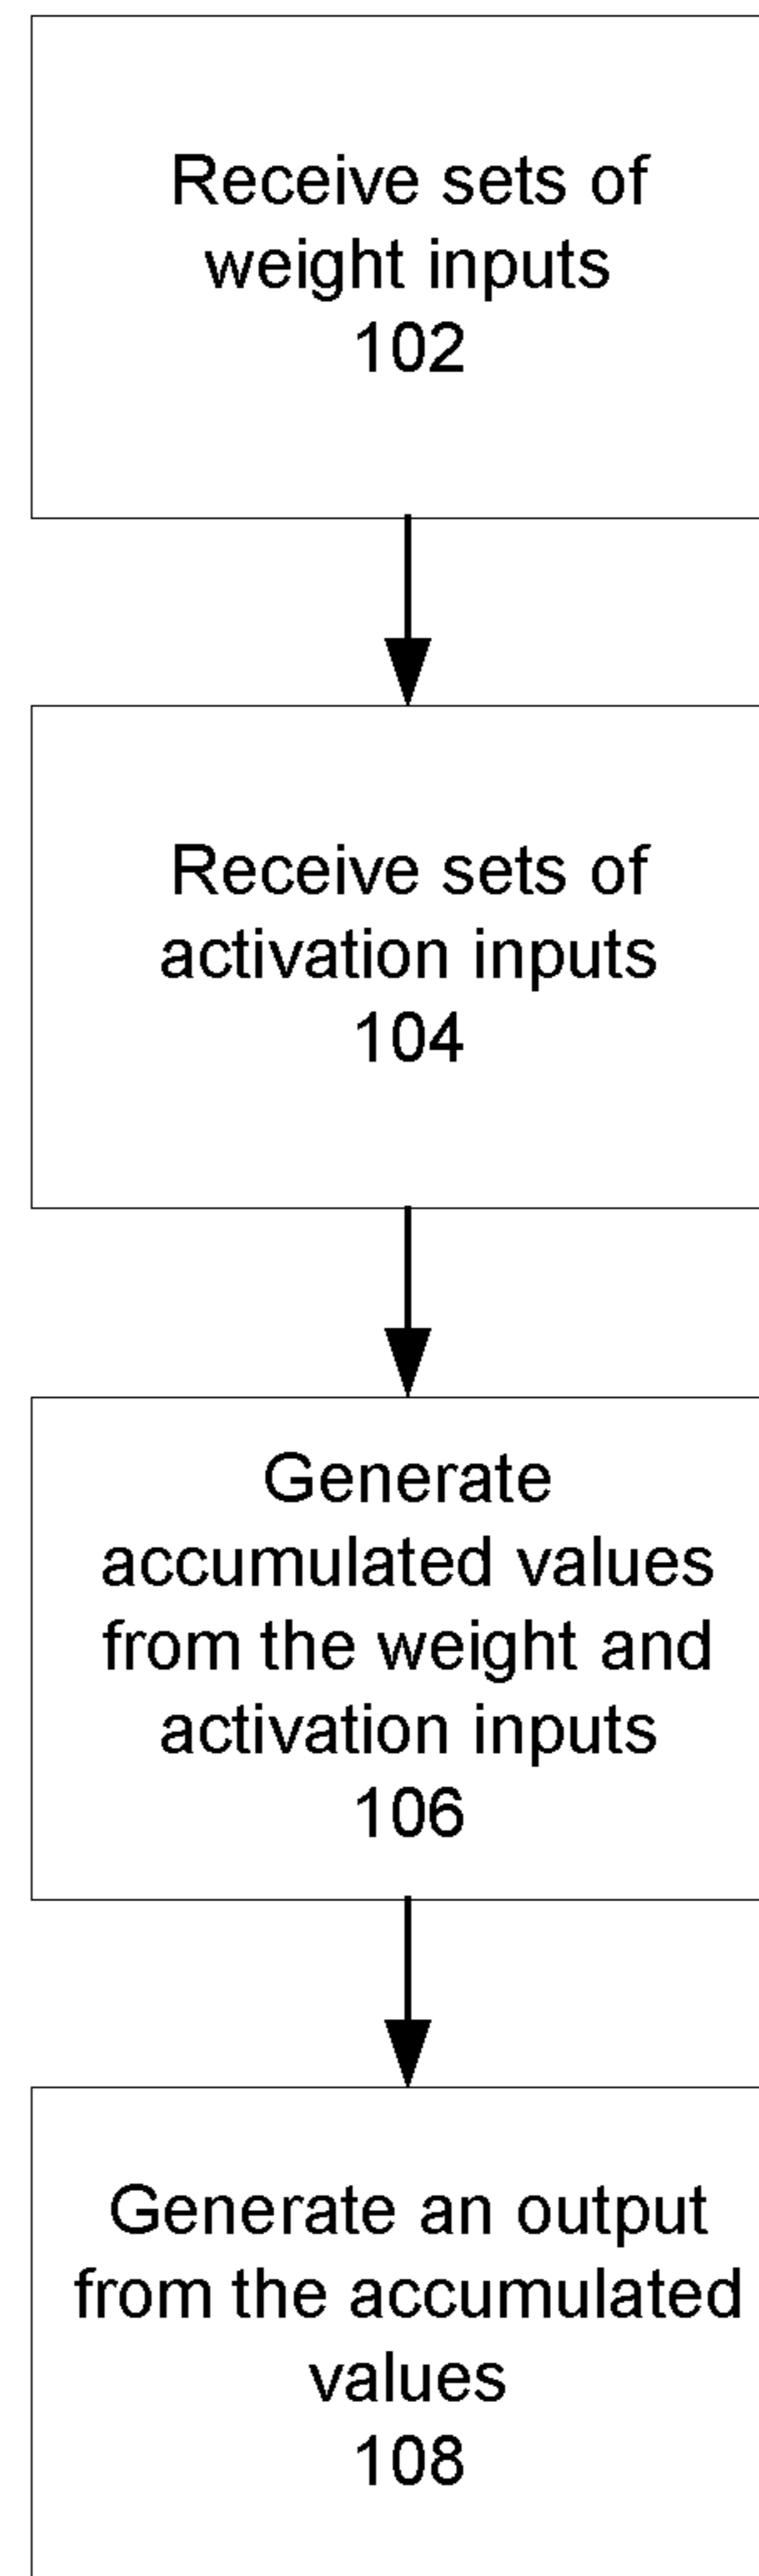 Receive sets of
weight inputs
102
Receive sets of
activation inputs
104
Generate
accumulated values
from the weight and
activation inputs
106
Generate an output
from the accumulated
values
108